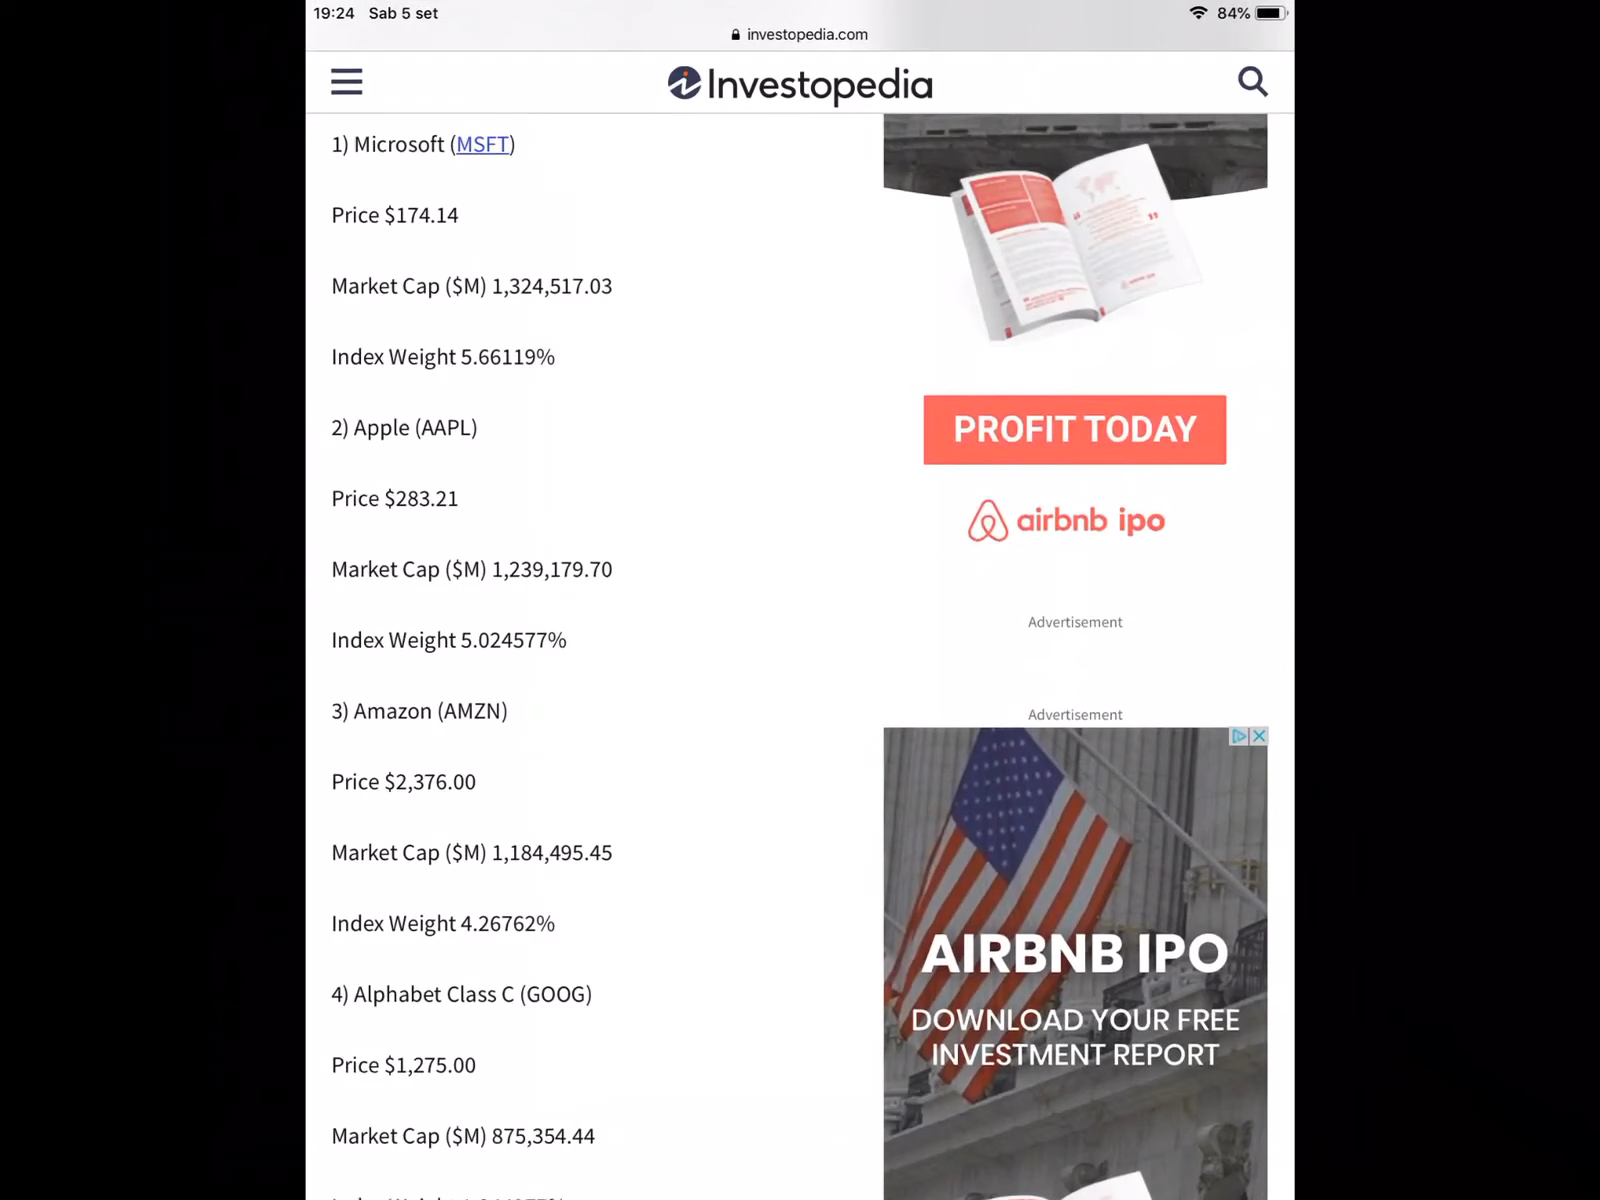 19:24 Sab 5 set
84%
investopedia.com
Investopedia
1) Microsoft (MSFT)
Price $174.14
Market Cap ($M) 1,324,517.03
Index Weight 5.66119%
2) Apple (AAPL)
Price $283.21
Market Cap ($M) 1,239,179.70
Index Weight 5.024577%
3) Amazon (AMZN)
Price $2,376.00
Market Cap ($M) 1,184,495.45
Index Weight 4.26762%
4) Alphabet Class C (GOOG)
Price $1,275.00
Market Cap ($M) 875,354.44
PROFIT TODAY
airbnb ipo
Advertisement
Advertisement
AIRBNB IPO
DOWNLOAD YOUR FREE
INVESTMENT REPORT